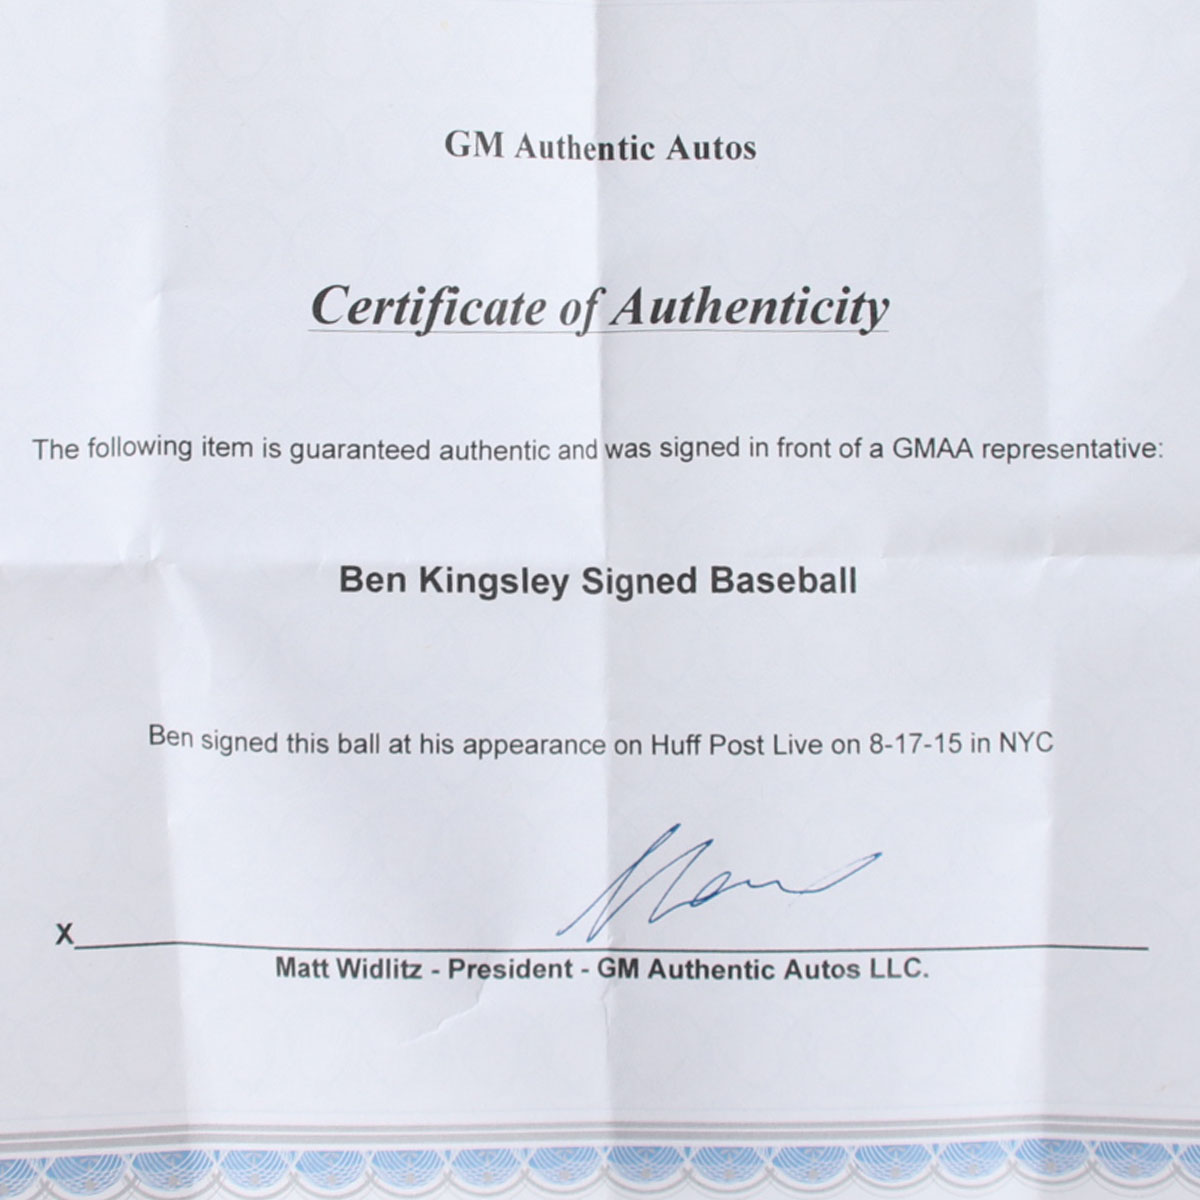 GM Authentic Autos
Certificate of Authenticity
The following item is guaranteed authentic and was signed in front of a GMAA representative:
Ben Kingsley Signed Baseball
Ben signed this ball at his appearance on Huff Post Live on 8-17-15 in NYC
X
Matt Widlitz - President - GM Authentic Autos LLC.